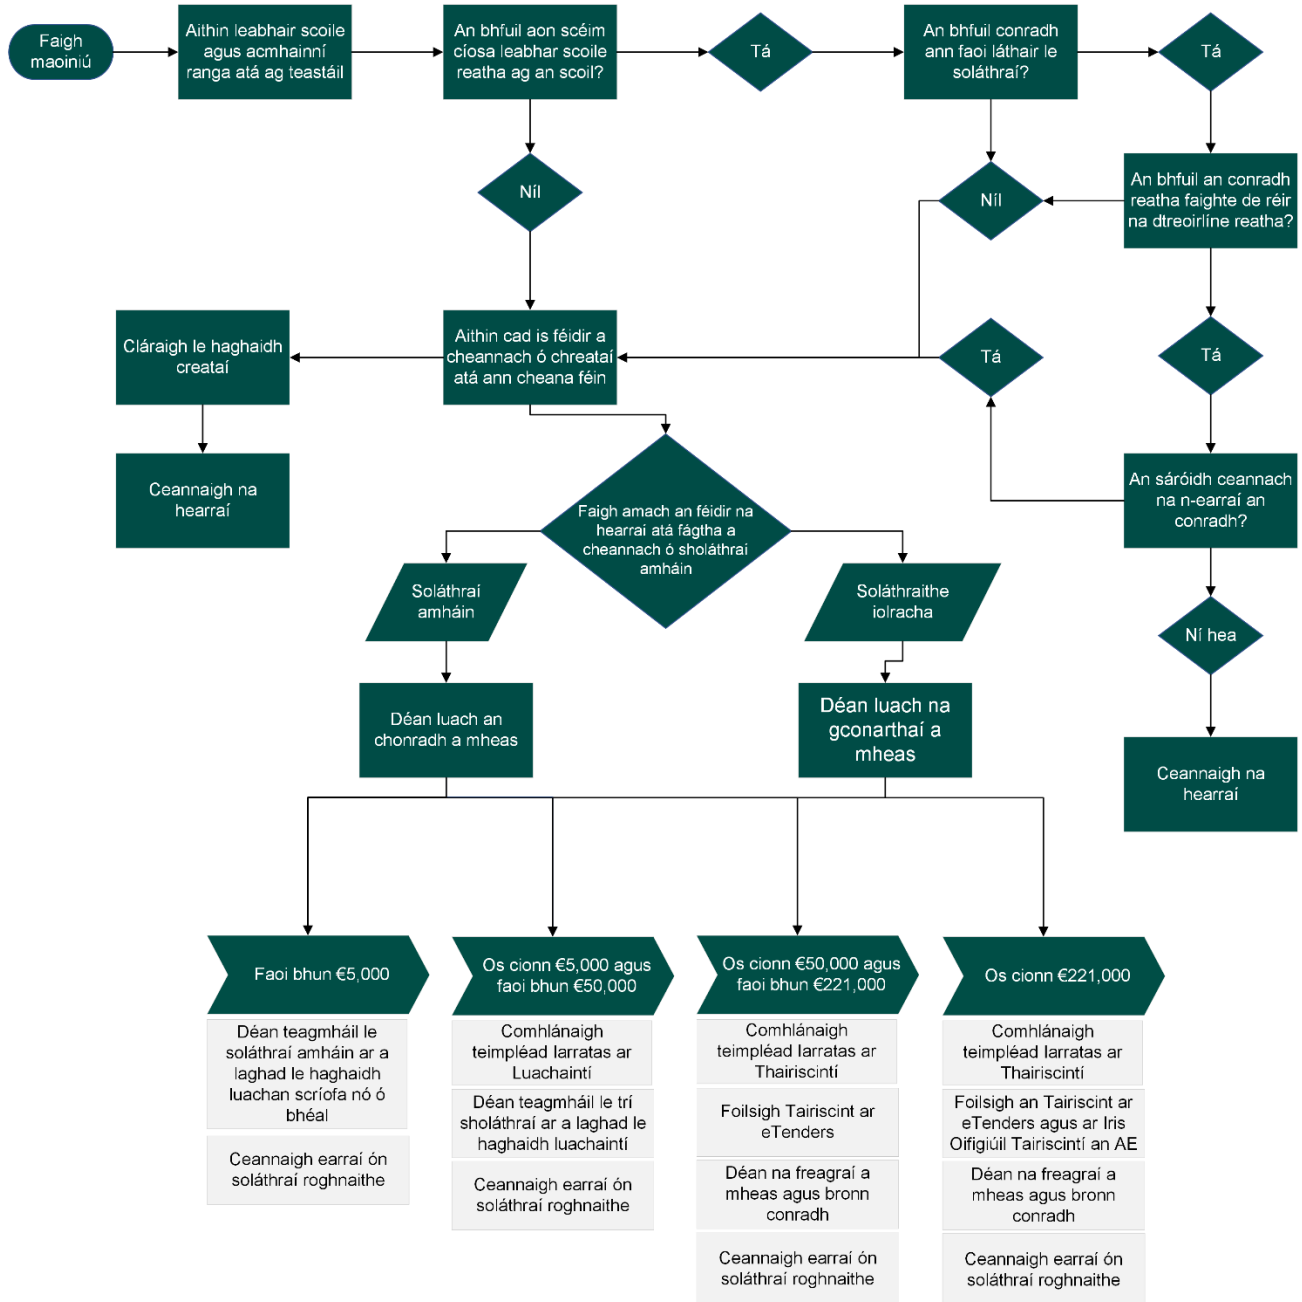 Faigh
maoiniú
Aithin leabhair scoile
agus acmhainní
ranga atá ag teastáil
An bhfuil aon scéim
cíosa leabhar scoile
reatha ag an scoil?
Tá
An bhfuil conradh
ann faoi láthair le
soláthraí?
Tá
Níl
Níl
An bhfuil an conradh
reatha faighte de réir
na dtreoirlíne reatha?
Cláraigh le haghaidh
creataí
Aithin cad is féidir a
cheannach ó chreataí
atá ann cheana féin
Tá
Tá
Ceannaigh na
hearraí
Faigh amach an féidir na
hearraí atá fágtha a
cheannach ó sholáthraí
amháin
An sáróidh ceannach
na n-earraí an
conradh?
Soláthraí
amháin
Soláthraithe
iolracha
Ní hea
Déan luach an
chonradh a mheas
Déan luach na
gconarthaí a
mheas
Ceannaigh na
hearraí
Faoi bhun €5,000
Déan teagmháil le
soláthraí amháin ar a
laghad le haghaidh
luachan scríofa nó ó
bhéal
Ceannaigh earraí ón
soláthraí roghnaithe
Os cionn €5,000 agus
faoi bhun €50,000
Comhlánaigh
teimpléad Iarratas ar
Luachaintí
Déan teagmháil le trí
sholáthraí ar a laghad le
haghaidh luachaintí
Ceannaigh earraí ón
soláthraí roghnaithe
Os cionn €50,000 agus
faoi bhun €221,000
Comhlánaigh
teimpléad Iarratas ar
Thairiscintí
Foilsigh Tairiscint ar
eTenders
Déan na freagraí a
mheas agus bronn
conradh
Ceannaigh earraí ón
soláthraí roghnaithe
Os cionn €221,000
Comhlánaigh
teimpléad Iarratas ar
Thairiscintí
Foilsigh an Tairiscint ar
eTenders agus ar Iris
Oifigiúil Tairiscintí an AE
Déan na freagraí a
mheas agus bronn
conradh
Ceannaigh earraí ón
soláthraí roghnaithe